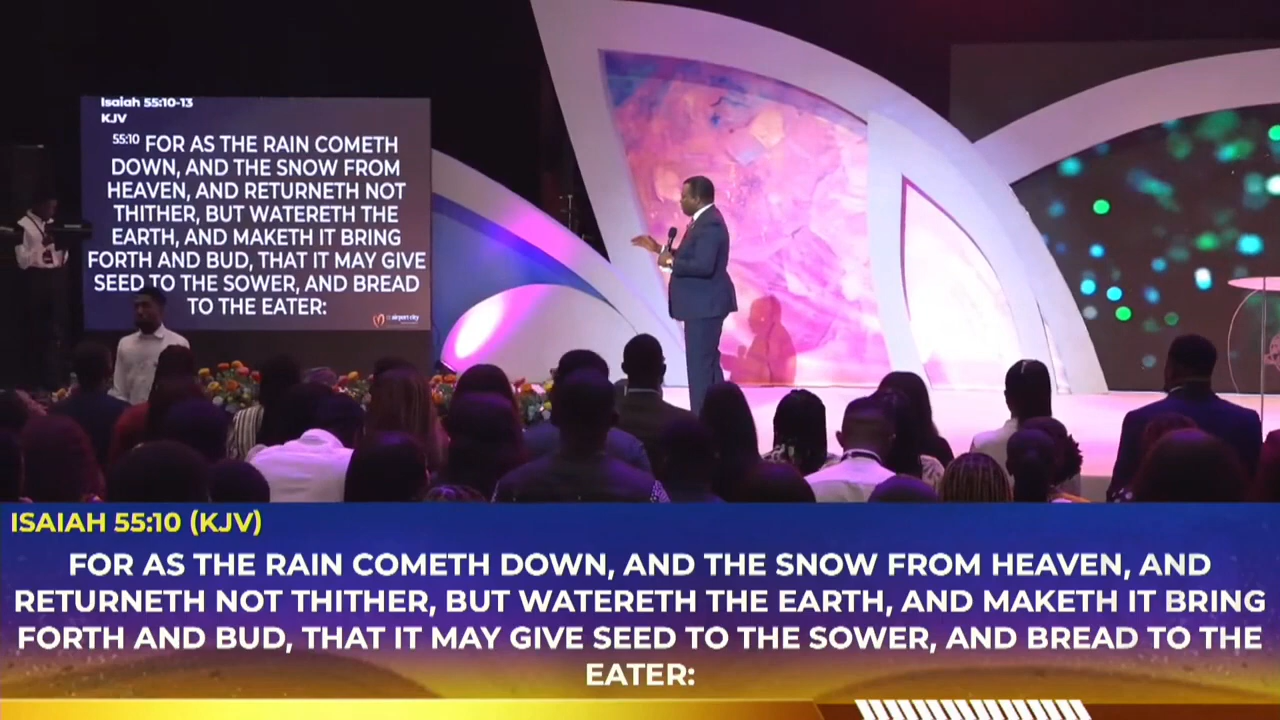 Isaiah 55:10-13
KJV
55:10 FOR AS THE RAIN COMETH
DOWN, AND THE SNOW FROM
HEAVEN, AND RETURNETH NOT
THITHER, BUT WATERETH THE
EARTH, AND MAKETH IT BRING
FORTH AND BUD, THAT IT MAY GIVE
SEED TO THE SOWER, AND BREAD
TO THE EATER:
airport city
ISAIAH 55:10 (KJV)
FOR AS THE RAIN COMETH DOWN, AND THE SNOW FROM HEAVEN, AND
RETURNETH NOT THITHER, BUT WATERETH THE EARTH, AND MAKETH IT BRING
FORTH AND BUD, THAT IT MAY GIVE SEED TO THE SOWER, AND BREAD TO THE
EATER: